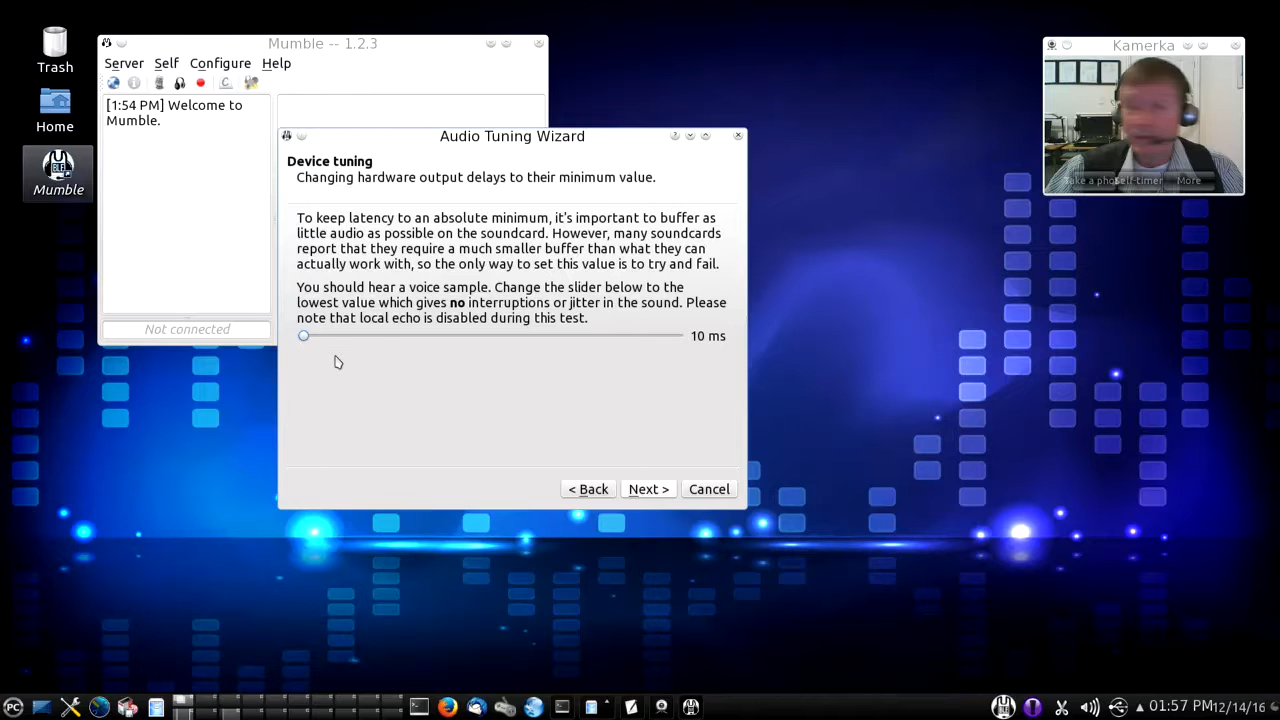 Trash
Home
Mumble
Mumble -- 1.2.3
Server Self Configure Help
[1:54 PM] Welcome to
Mumble.
Not connected
Audio Tuning Wizard
Device tuning
Changing hardware output delays to their minimum value.
To keep latency to an absolute minimum, it's important to buffer as
little audio as possible on the soundcard. However, many soundcards
report that they require a much smaller buffer than what they can
actually work with, so the only way to set this value is to try and fail.
You should hear a voice sample. Change the slider below to the
lowest value which gives no interruptions or jitter in the sound. Please
note that local echo is disabled during this test.
10 ms
< Back Next > Cancel
Kamerka
Take a pho Self-timer More
PC
01:57 PM 12/14/16